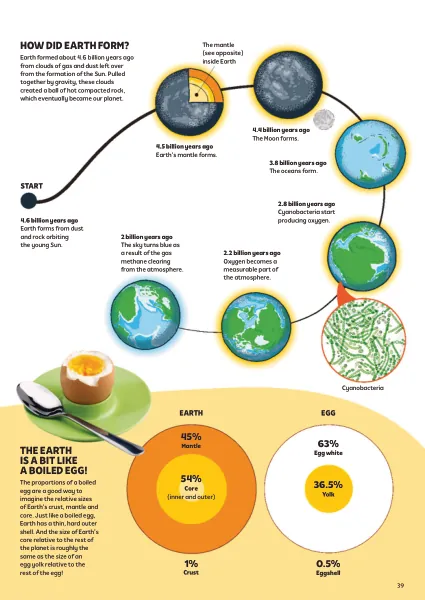 HOW DID EARTH FORM?
Earth formed about 4.6 billion years ago
from clouds of gas and dust left over
from the formation of the Sun. Pulled
together by gravity, these clouds
created a ball of hot compacted rock,
which eventually became our planet.
The mantle
(see opposite)
inside Earth
4.5 billion years ago
Earth's mantle forms.
4.4 billion years ago
The Moon forms.
3.8 billion years ago
The oceans form.
START
4.6 billion years ago
Earth forms from dust
and rock orbiting
the young Sun.
2.8 billion years ago
Cyanobacteria start
producing oxygen.
2 billion years ago
The sky turns blue as
a result of the gas
methane clearing
from the atmosphere.
2.2 billion years ago
Oxygen becomes a
measurable part of
the atmosphere.
Cyanobacteria
THE EARTH
IS A BIT LIKE
A BOILED EGG!
The proportions of a boiled
egg are a good way to
imagine the relative sizes
of Earth's crust, mantle and
core. Just like a boiled egg,
Earth has a thin, hard outer
shell. And the size of Earth's
core relative to the rest of
the planet is roughly the
same as the size of an
egg yolk relative to the
rest of the egg!
EARTH
45%
Mantle
54%
Core
(inner and outer)
1%
Crust
EGG
63%
Egg white
36.5%
Yolk
0.5%
Eggshell
39